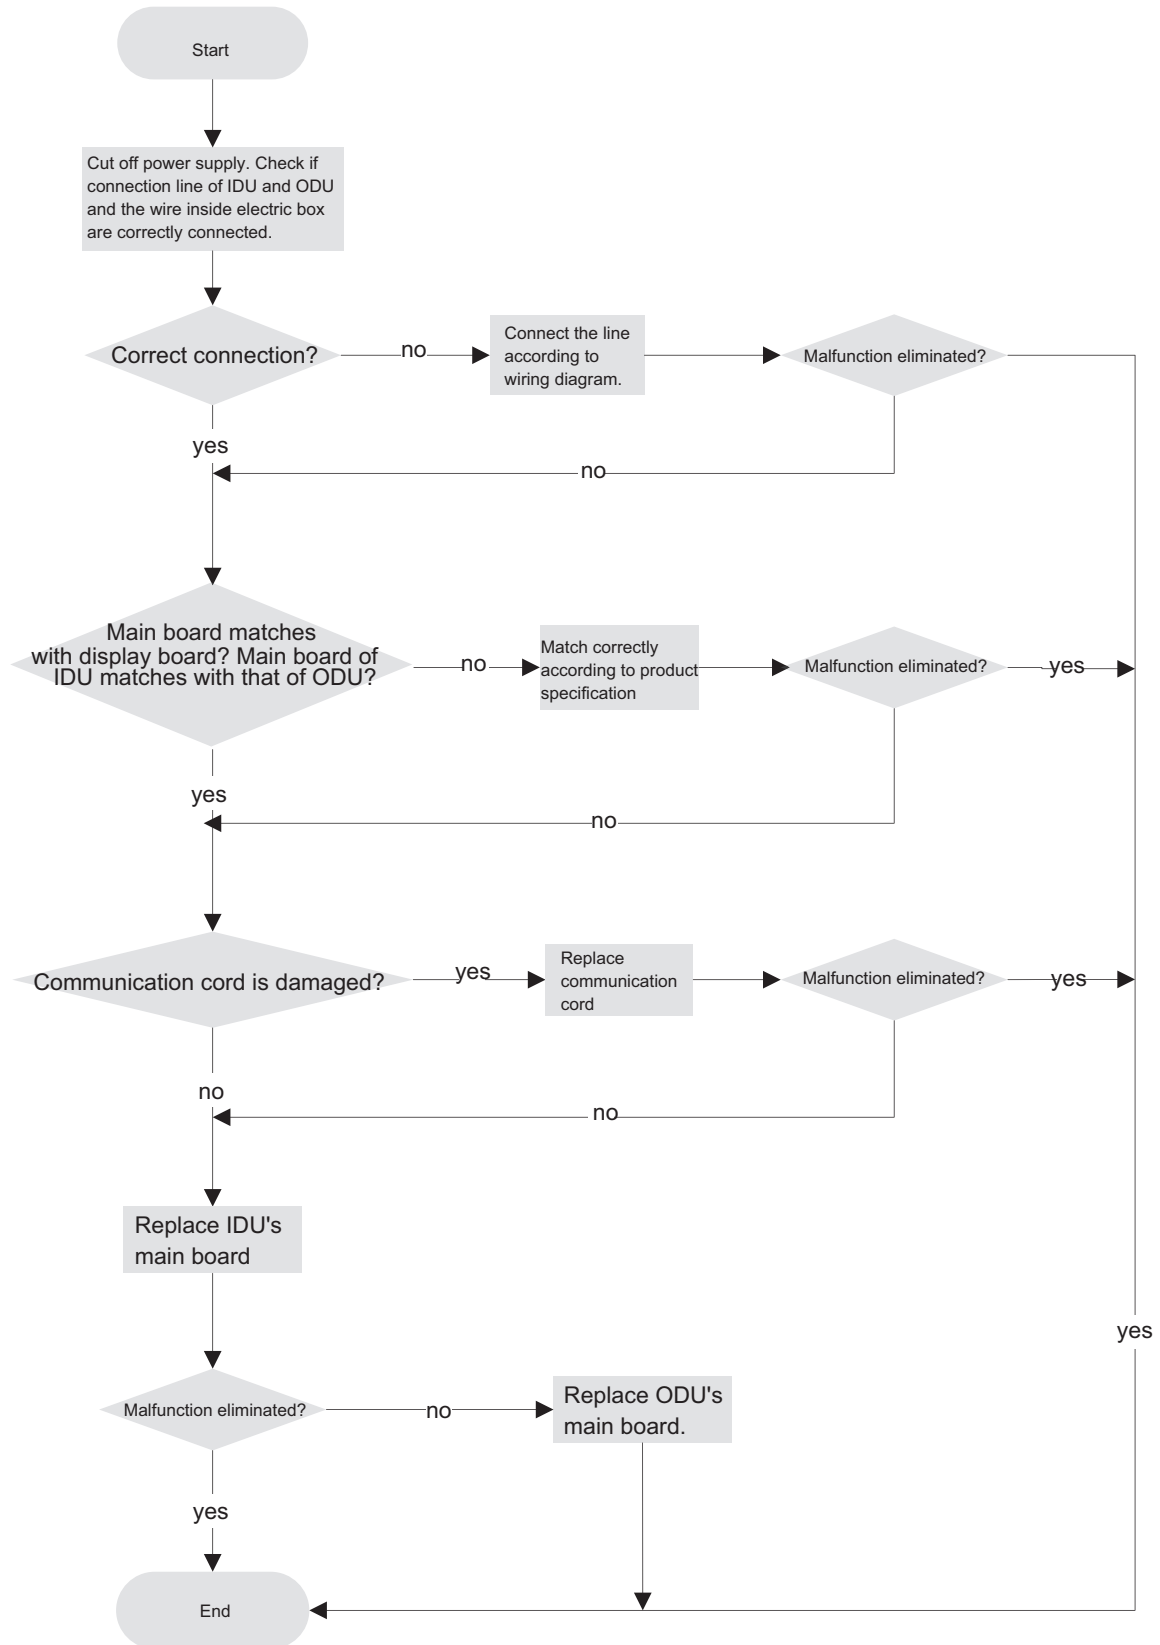 Start
Cut off power supply. Check if
connection line of IDU and ODU
and the wire inside electric box
are correctly connected.
Correct connection?
no
Connect the line
according to
wiring diagram.
Malfunction eliminated?
yes
no
Main board matches
with display board? Main board of
IDU matches with that of ODU?
no
Match correctly
according to product
specification
Malfunction eliminated?
yes
yes
no
Communication cord is damaged?
yes
Replace
communication
cord
Malfunction eliminated?
yes
no
no
Replace IDU's
main board
yes
Malfunction eliminated?
no
Replace ODU's
main board.
yes
End